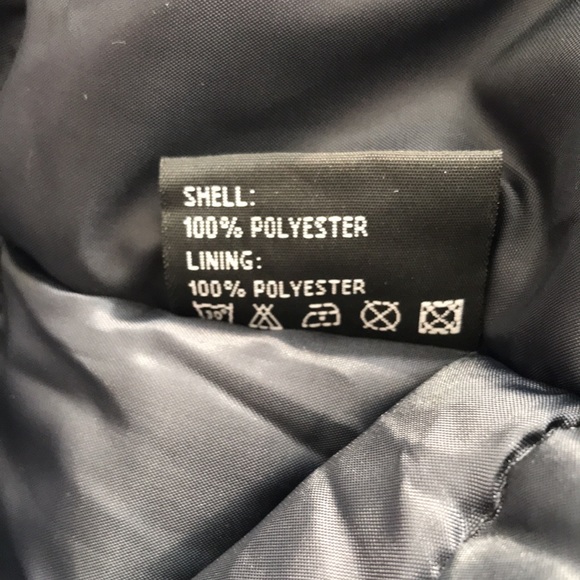 SHELL:
100% POLYESTER
LINING:
100% POLYESTER
30°